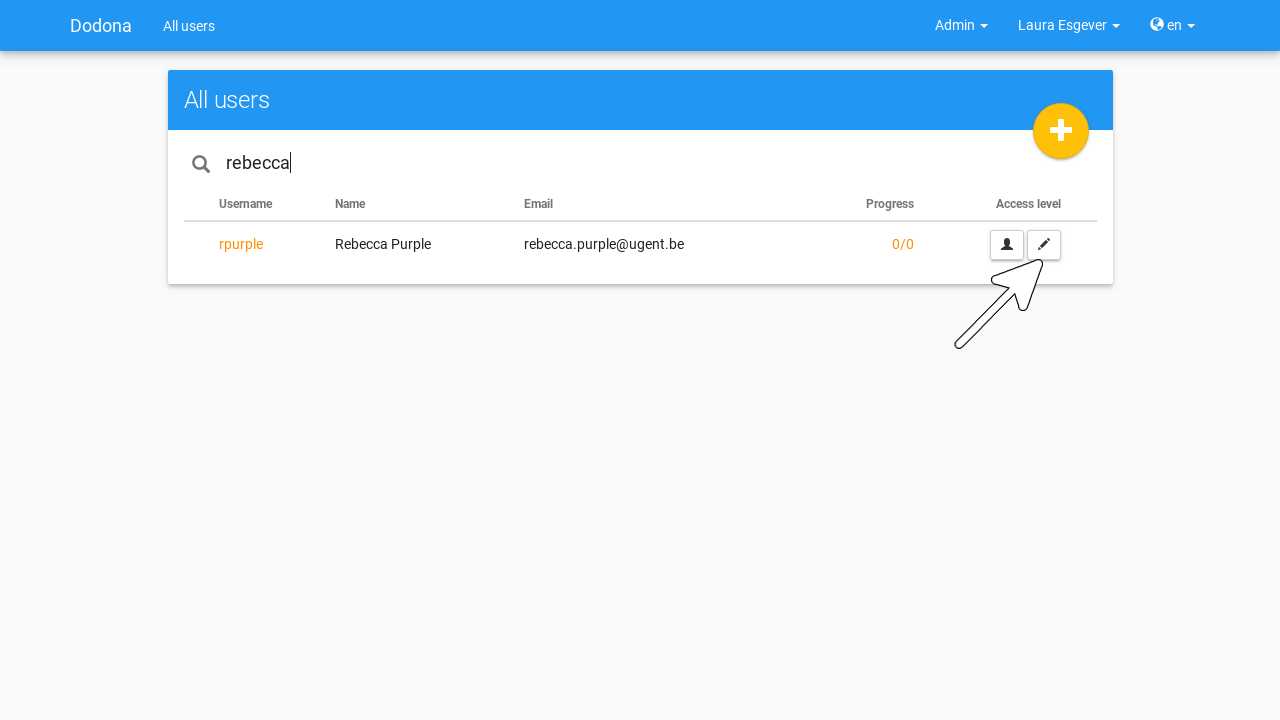 Dodona All users Admin Laura Esgever en
All users
rebecca
Username Name Email Progress Access level
rpurple Rebecca Purple rebecca.purple@ugent.be 0/0